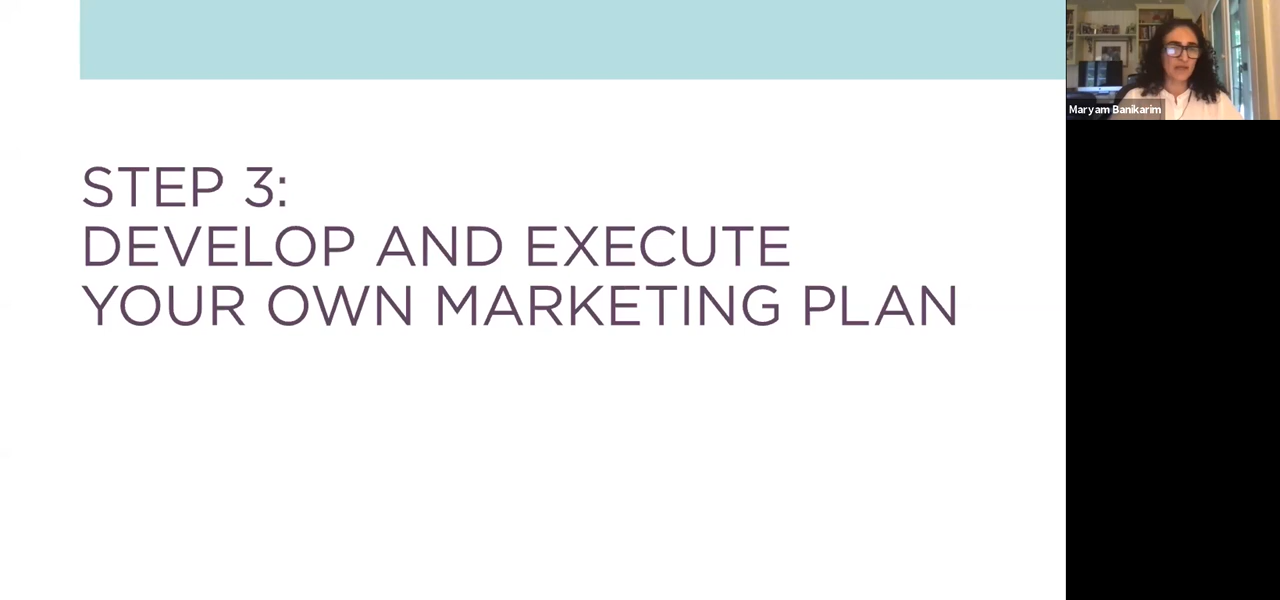 STEP 3:
DEVELOP AND EXECUTE
YOUR OWN MARKETING PLAN
Maryam Banikarim